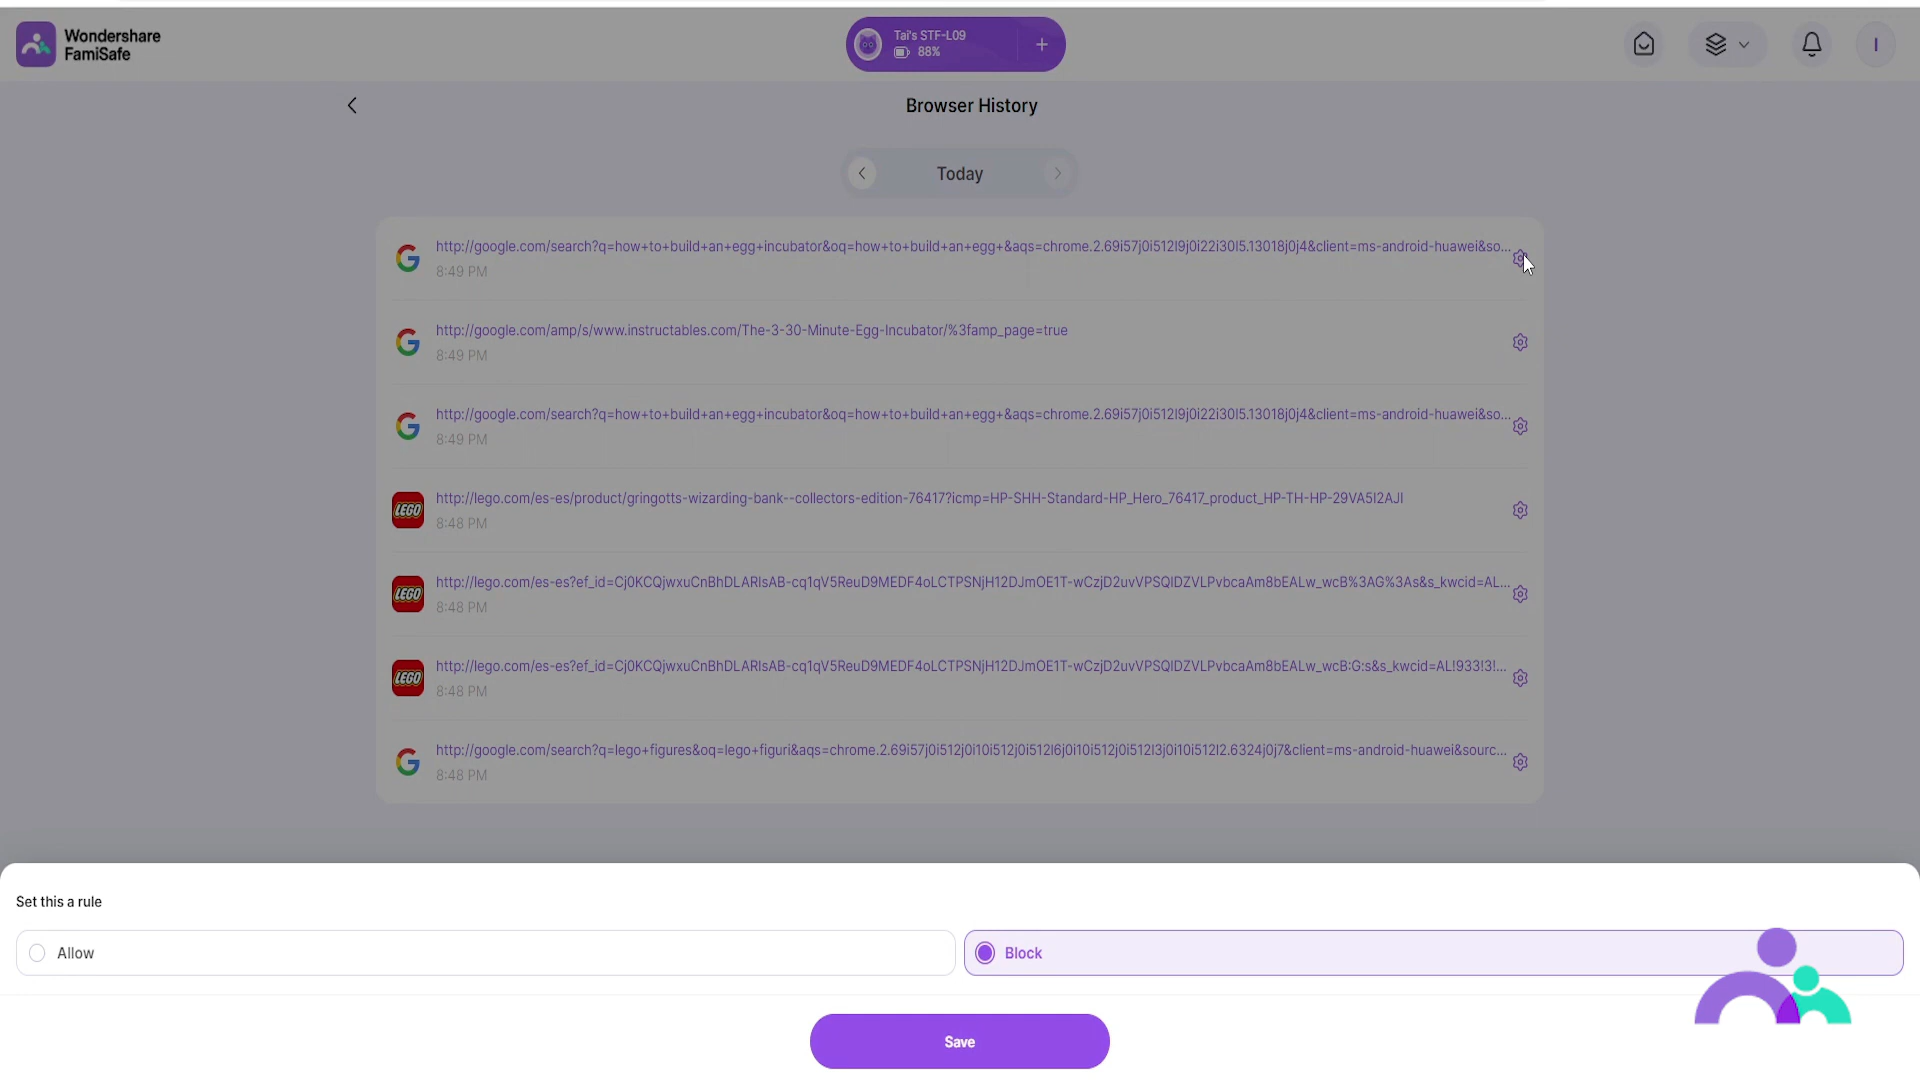 Wondershare
FamiSafe
Tai's STF-L09
88%
I
Browser History
Today
http://google.com/search?q=how+to+build+an+egg+incubator&oq=how+to+build+an+egg+&aqs=chrome.2.69i57j0i512l9j0i22i30l5.13018j0j4&client=ms-android-huawei&so...
8:49 PM
http://google.com/amp/s/www.instructables.com/The-3-30-Minute-Egg-Incubator/%3famp_page=true
8:49 PM
http://google.com/search?q=how+to+build+an+egg+incubator&oq=how+to+build+an+egg+&aqs=chrome.2.69i57j0i512l9j0i22i30l5.13018j0j4&client=ms-android-huawei&so...
8:49 PM
LEGO
http://lego.com/es-es/product/gringotts-wizarding-bank--collectors-edition-76417?icmp=HP-SHH-Standard-HP_Hero_76417_product_HP-TH-HP-29VA5I2AJI
8:48 PM
LEGO
http://lego.com/es-es?ef_id=Cj0KCQjwxuCnBhDLARIsAB-cq1qV5ReuD9MEDF4oLCTPSNjH12DJmOE1T-wCzjD2uvVPSQIDZVLPvbcaAm8bEALw_wcB%3AG%3As&s_kwcid=AL...
8:48 PM
LEGO
http://lego.com/es-es?ef_id=Cj0KCQjwxuCnBhDLARIsAB-cq1qV5ReuD9MEDF4oLCTPSNjH12DJmOE1T-wCzjD2uvVPSQIDZVLPvbcaAm8bEALw_wcB:G:s&s_kwcid=AL!933!3!...
8:48 PM
http://google.com/search?q=lego+figures&oq=lego+figuri&aqs=chrome.2.69i57j0i512j0i10i512j0i512l6j0i10i512j0i512l3j0i10i512l2.6324j0j7&client=ms-android-huawei&sourc...
8:48 PM
Set this a rule
Allow
Block
Save